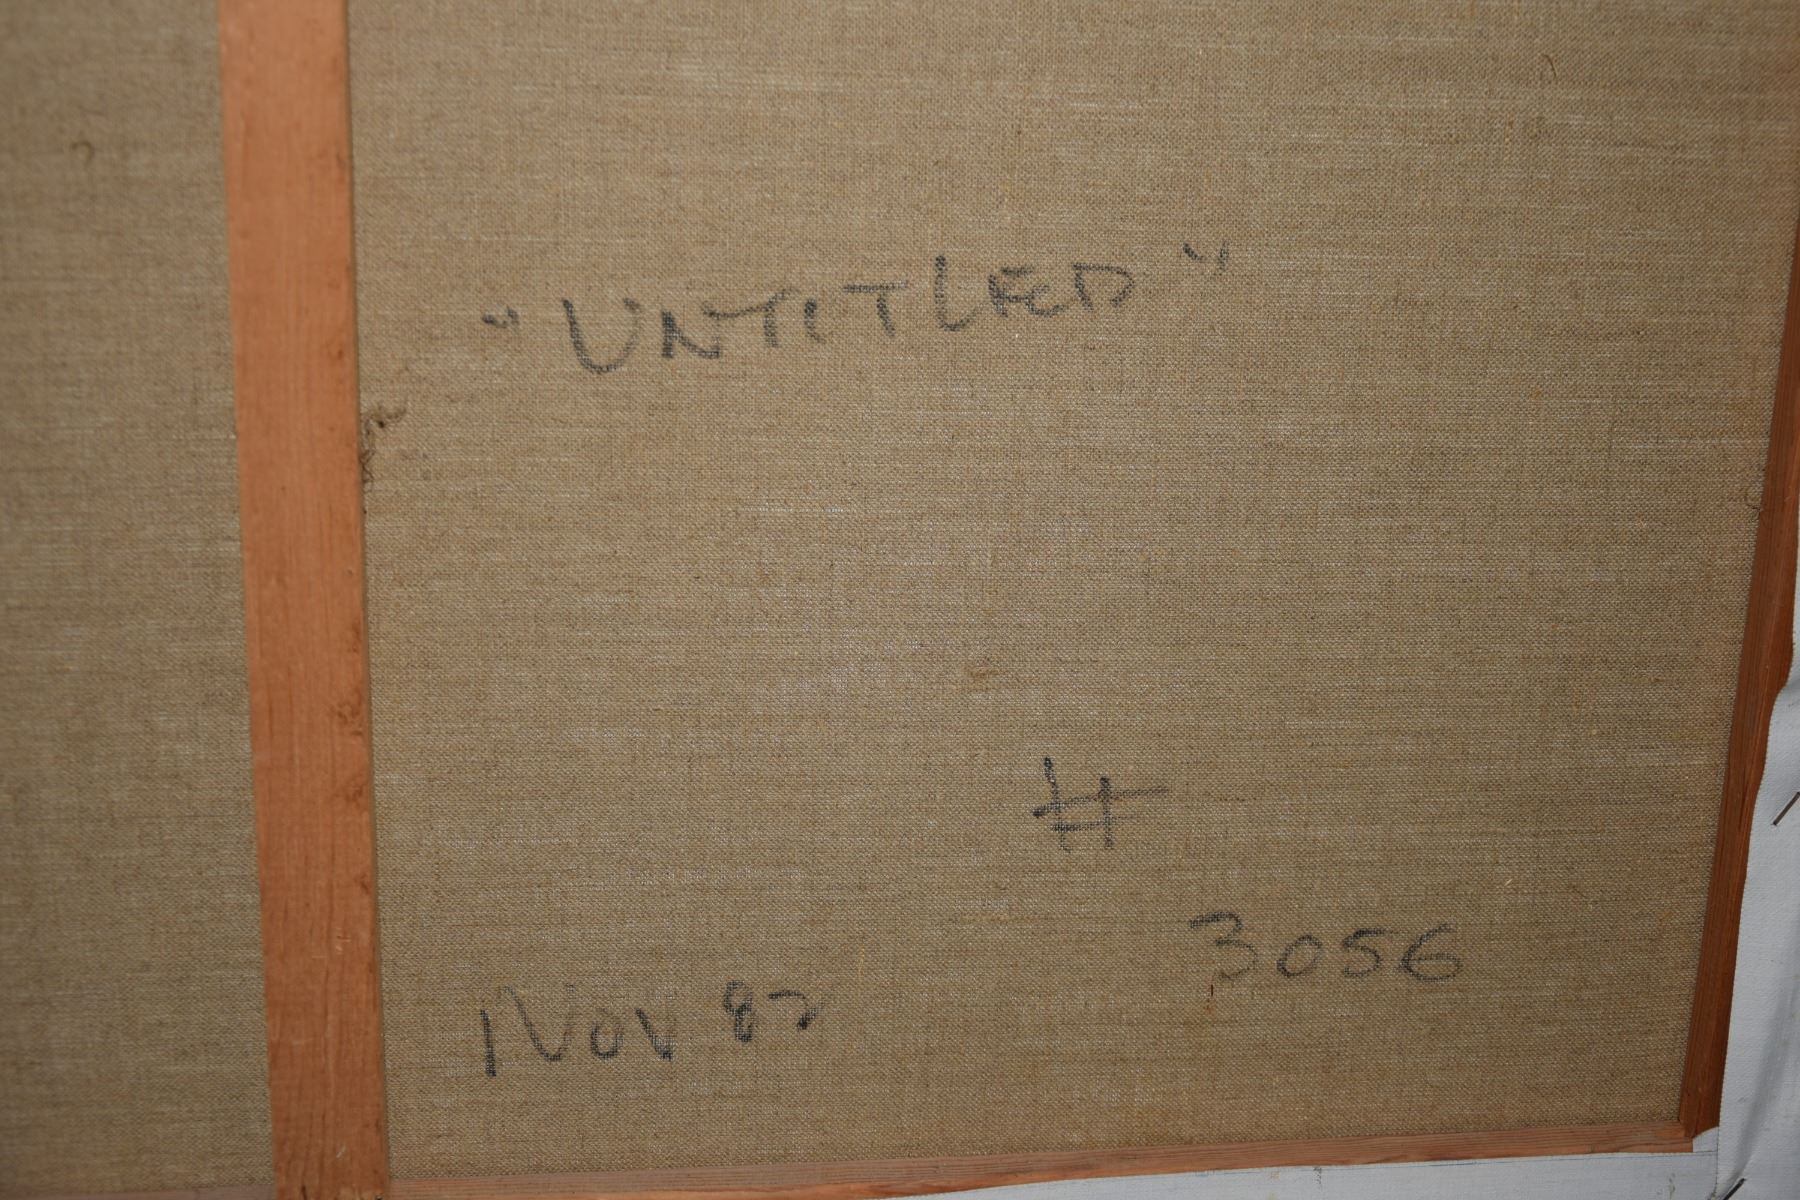 "UNTITLED"
#
3056
NOV 87